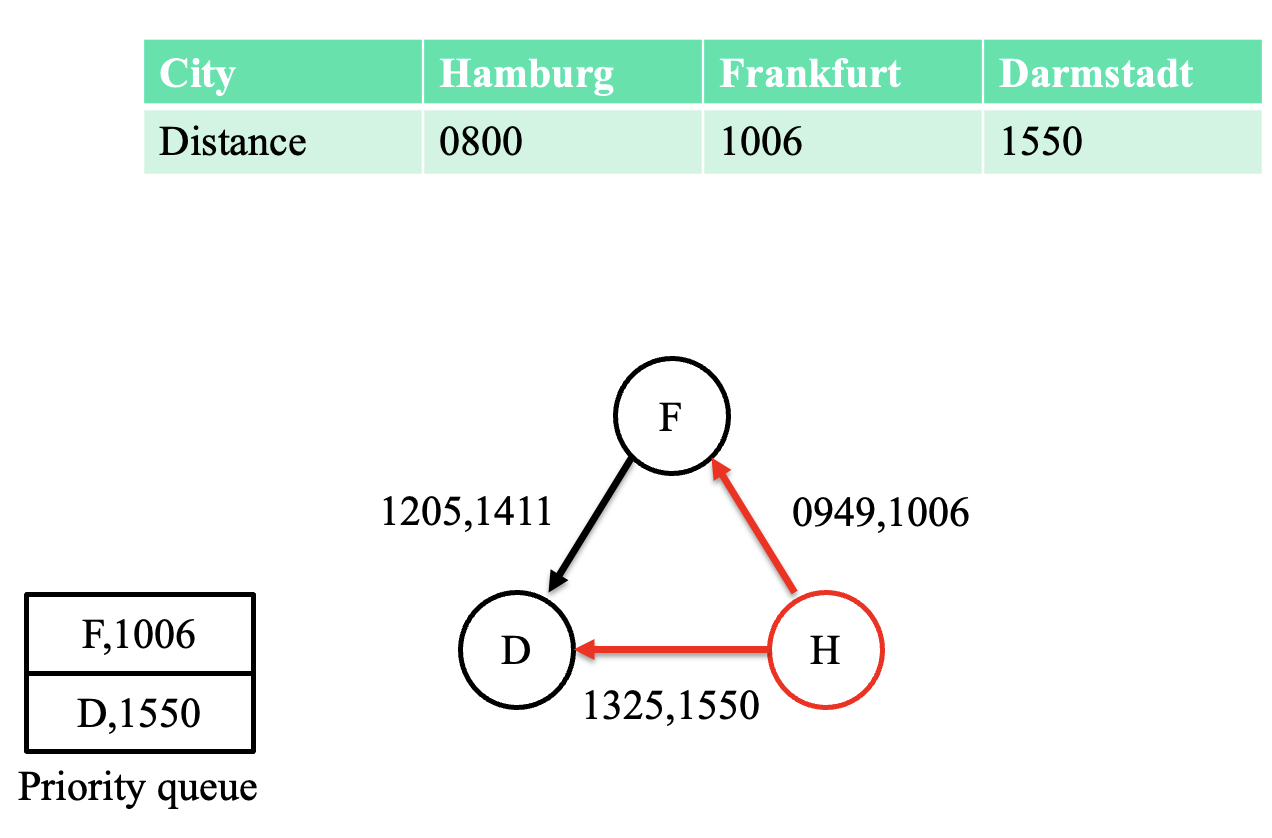 City Hamburg Frankfurt Darmstadt
Distance 0800 1006 1550
F
1205,1411
0949,1006
F,1006
D
H
D,1550
1325,1550
Priority queue